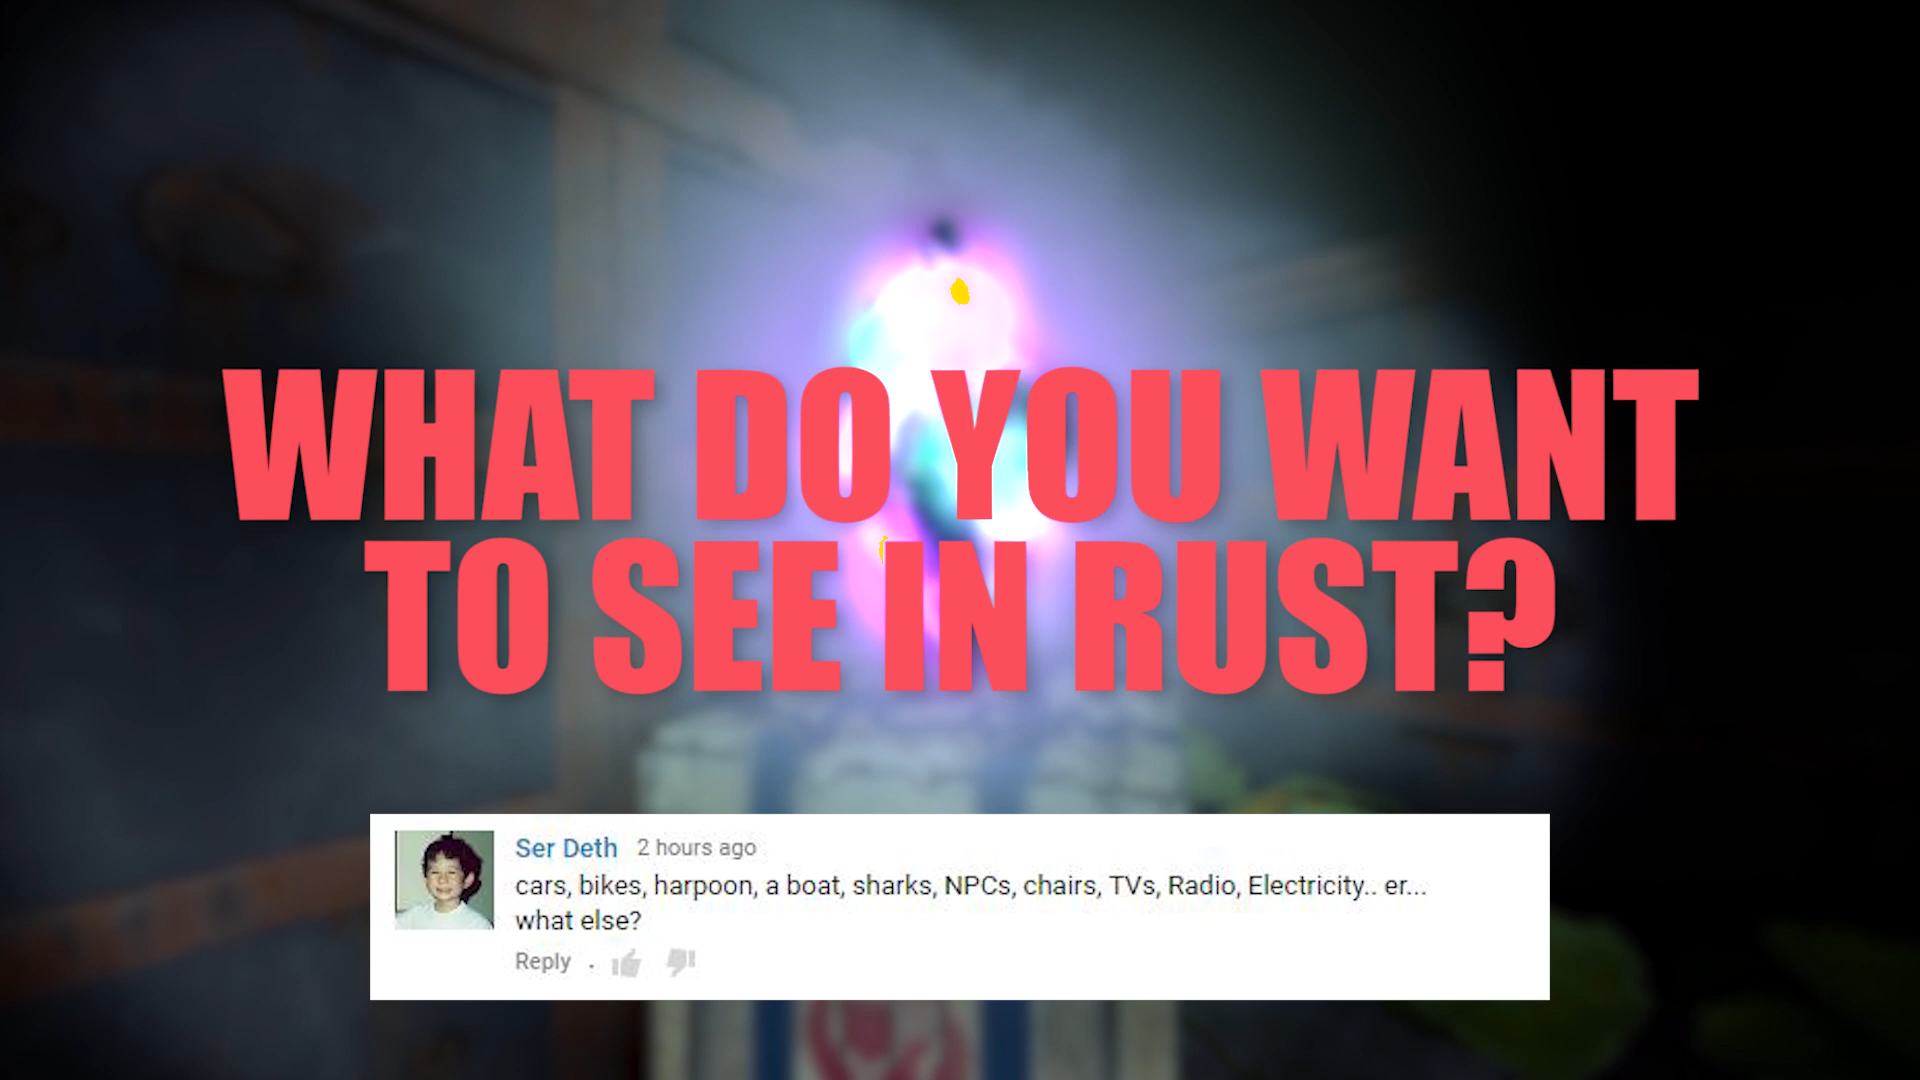 WHAT DO YOU WANT
TO SEE IN RUST?
Ser Deth 2 hours ago
cars, bikes, harpoon, a boat, sharks, NPCs, chairs, TVs, Radio, Electricity.. er...
what else?
Reply .